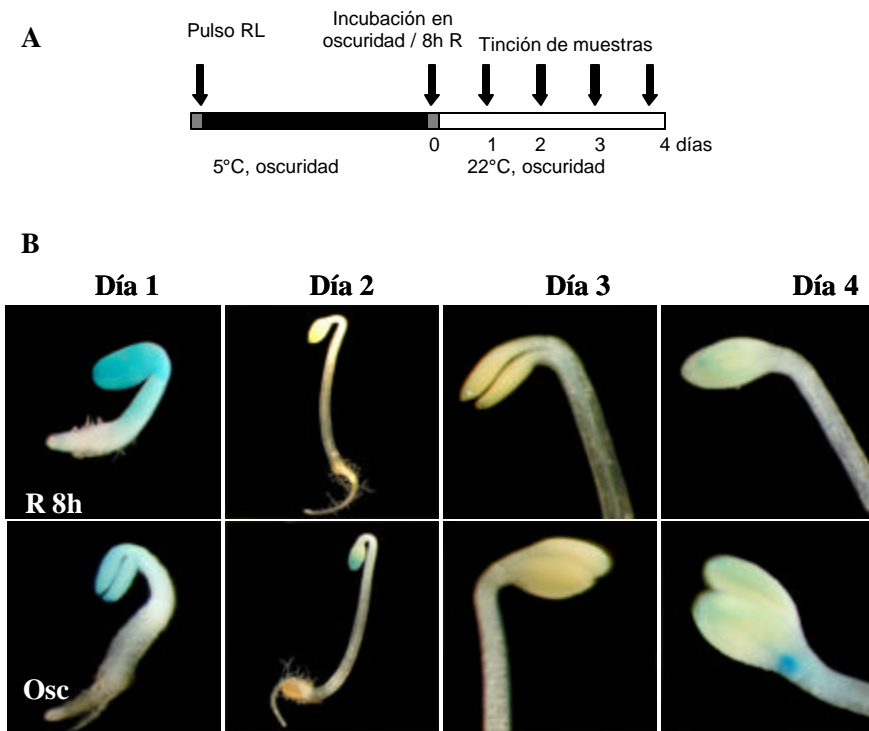 A
Pulso RL
Incubación en
oscuridad / 8h R
Tinción de muestras
0 1 2 3 4 días
5°C, oscuridad 22°C, oscuridad
B
Día 1 Día 2 Día 3 Día 4
R 8h
Osc